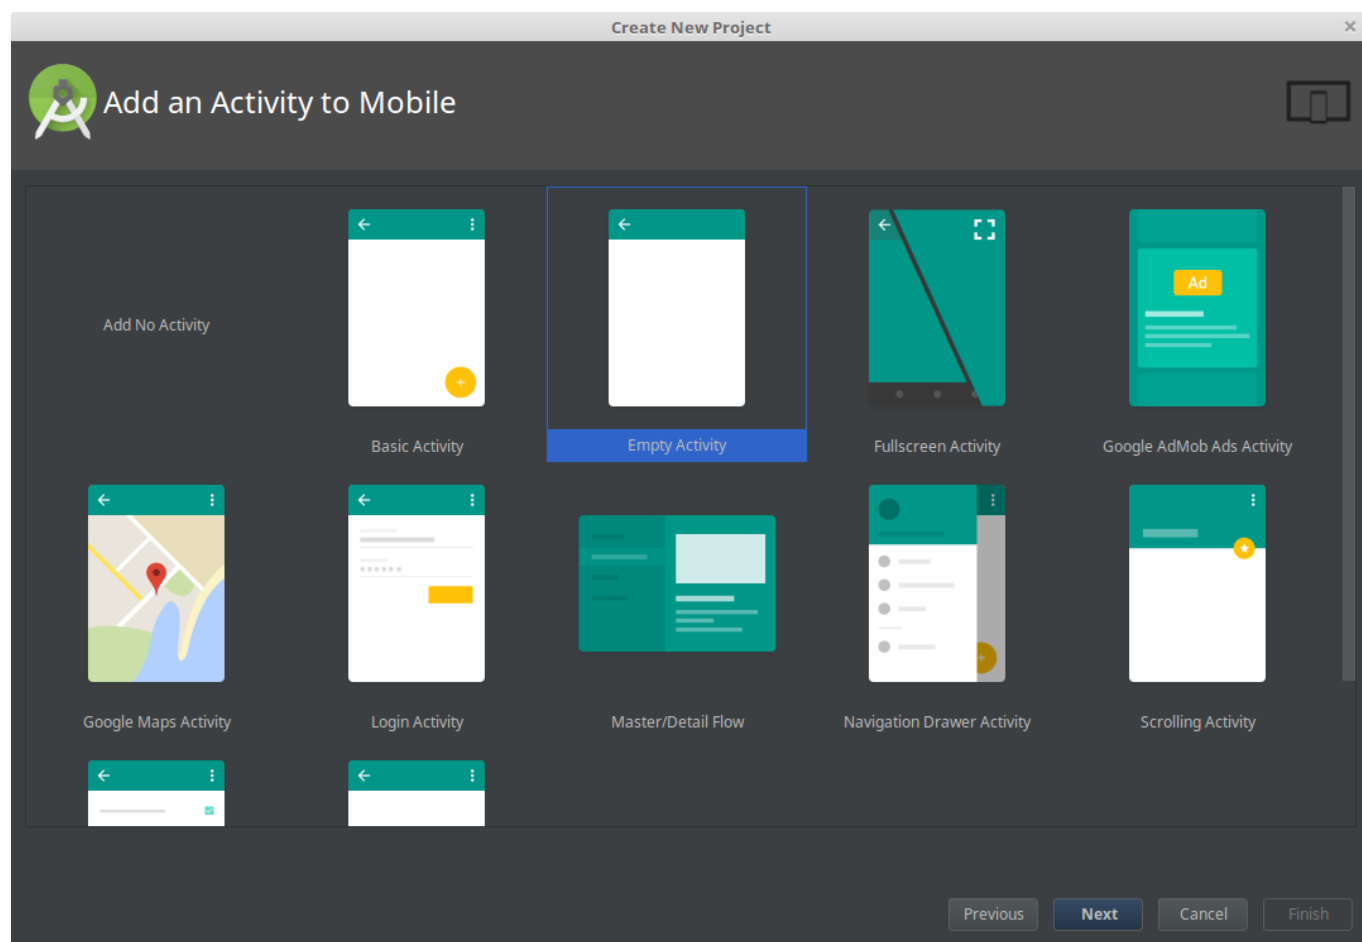 Create New Project
Add an Activity to Mobile
Add No Activity
Ad
Basic Activity
Empty Activity
Fullscreen Activity
Google AdMob Ads Activity
Google Maps Activity
Login Activity
Master/Detail Flow
Navigation Drawer Activity
Scrolling Activity
Previous
Next
Cancel
Finish